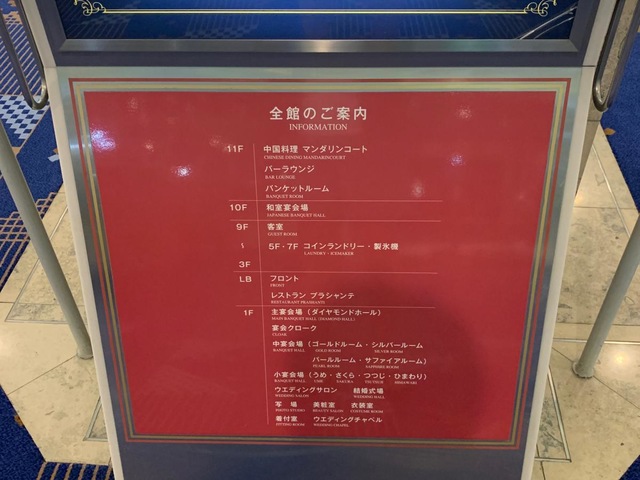 全館のご案内
INFORMATION
11F 中国料理 マンダリンコート
CHINESE DINING MANDARINCOURT
バーラウンジ
BAR LOUNGE
バンケットルーム
BANQUET ROOM
10F 和室宴会場
JAPANESE BANQUET HALL
9F 客室
GUEST ROOM
〜 5F・7F コインランドリー・製氷機
LAUNDRY・ICEMAKER
3F
LB フロント
FRONT
レストラン プラシャンテ
RESTAURANT PRASHANTE
1F 主宴会場（ダイヤモンドホール）
MAIN BANQUET HALL (DIAMOND HALL)
宴会クローク
CLOAK
中宴会場（ゴールドルーム・シルバールーム
BANQUET HALL GOLD ROOM SILVER ROOM
パールルーム・サファイアルーム）
PEARL ROOM SAPPHIRE ROOM
小宴会場（うめ・さくら・つつじ・ひまわり）
BANQUET HALL UME SAKURA TSUTSUJI HIMAWARI
ウエディングサロン 結婚式場
WEDDING SALON WEDDING HALL
写 場 美粧室 衣装室
PHOTO STUDIO BEAUTY SALON COSTUME ROOM
着付室 ウエディングチャペル
FITTING ROOM WEDDING CHAPEL